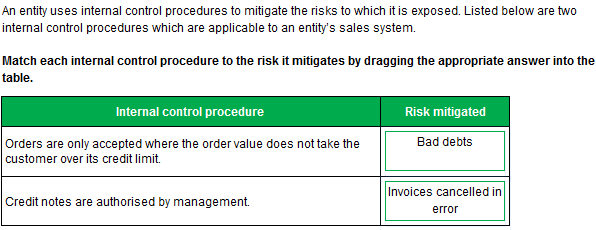 An entity uses internal control procedures to mitigate the risks to which it is exposed. Listed below are two
internal control procedures which are applicable to an entity's sales system.
Match each internal control procedure to the risk it mitigates by dragging the appropriate answer into the
table.
Internal control procedure Risk mitigated
Orders are only accepted where the order value does not take the
customer over its credit limit.
Bad debts
Credit notes are authorised by management.
Invoices cancelled in
error